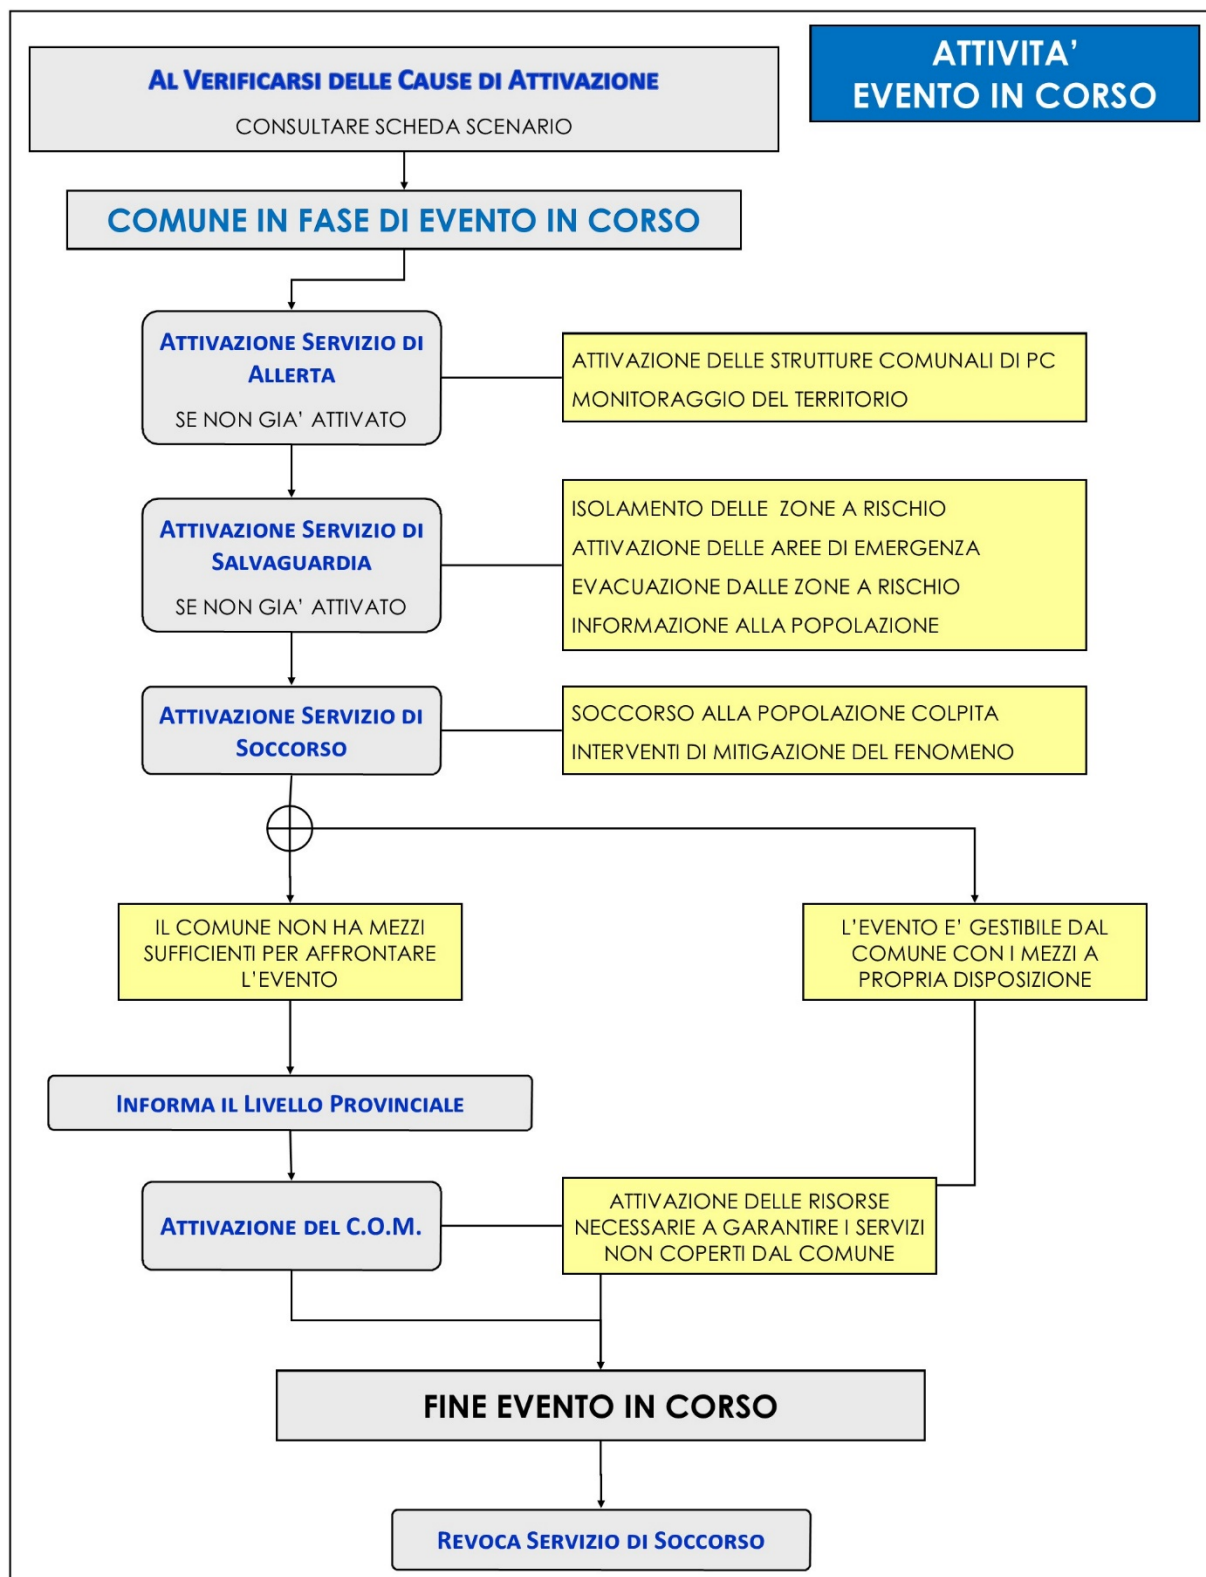 ATTIVITA’
EVENTO IN CORSO
AL VERIFICARSI DELLE CAUSE DI ATTIVAZIONE
CONSULTARE SCHEDA SCENARIO
COMUNE IN FASE DI EVENTO IN CORSO
ATTIVAZIONE SERVIZIO DI
ALLERTA
SE NON GIA’ ATTIVATO
ATTIVAZIONE DELLE STRUTTURE COMUNALI DI PC
MONITORAGGIO DEL TERRITORIO
ATTIVAZIONE SERVIZIO DI
SALVAGUARDIA
SE NON GIA’ ATTIVATO
ISOLAMENTO DELLE ZONE A RISCHIO
ATTIVAZIONE DELLE AREE DI EMERGENZA
EVACUAZIONE DALLE ZONE A RISCHIO
INFORMAZIONE ALLA POPOLAZIONE
ATTIVAZIONE SERVIZIO DI
SOCCORSO
SOCCORSO ALLA POPOLAZIONE COLPITA
INTERVENTI DI MITIGAZIONE DEL FENOMENO
IL COMUNE NON HA MEZZI
SUFFICIENTI PER AFFRONTARE
L’EVENTO
L’EVENTO E’ GESTIBILE DAL
COMUNE CON I MEZZI A
PROPRIA DISPOSIZIONE
INFORMA IL LIVELLO PROVINCIALE
ATTIVAZIONE DEL C.O.M.
ATTIVAZIONE DELLE RISORSE
NECESSARIE A GARANTIRE I SERVIZI
NON COPERTI DAL COMUNE
FINE EVENTO IN CORSO
REVOCA SERVIZIO DI SOCCORSO